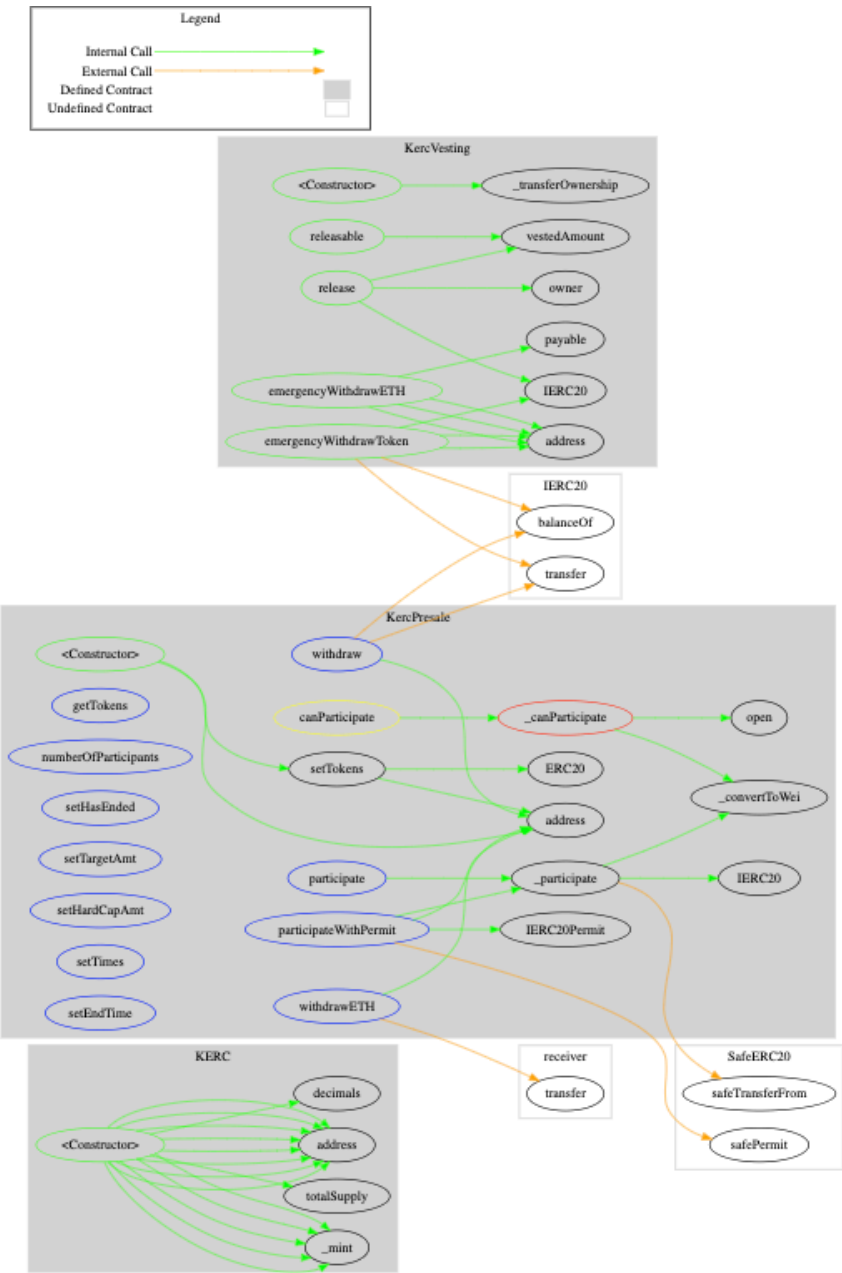 Legend
Internal Call
External Call
Defined Contract
Undefined Contract
KercVesting
<Constructor>
_transferOwnership
releasable
vestedAmount
release
owner
payable
emergencyWithdrawETH
IERC20
emergencyWithdrawToken
address
IERC20
balanceOf
transfer
KercPresale
<Constructor>
withdraw
getTokens
canParticipate
_canParticipate
open
numberOfParticipants
setTokens
ERC20
_convertToWei
setHasEnded
address
setTargetAmt
participate
_participate
IERC20
setHardCapAmt
participateWithPermit
IERC20Permit
setTimes
setEndTime
withdrawETH
KERC
receiver
SafeERC20
decimals
transfer
safeTransferFrom
<Constructor>
address
safePermit
totalSupply
_mint